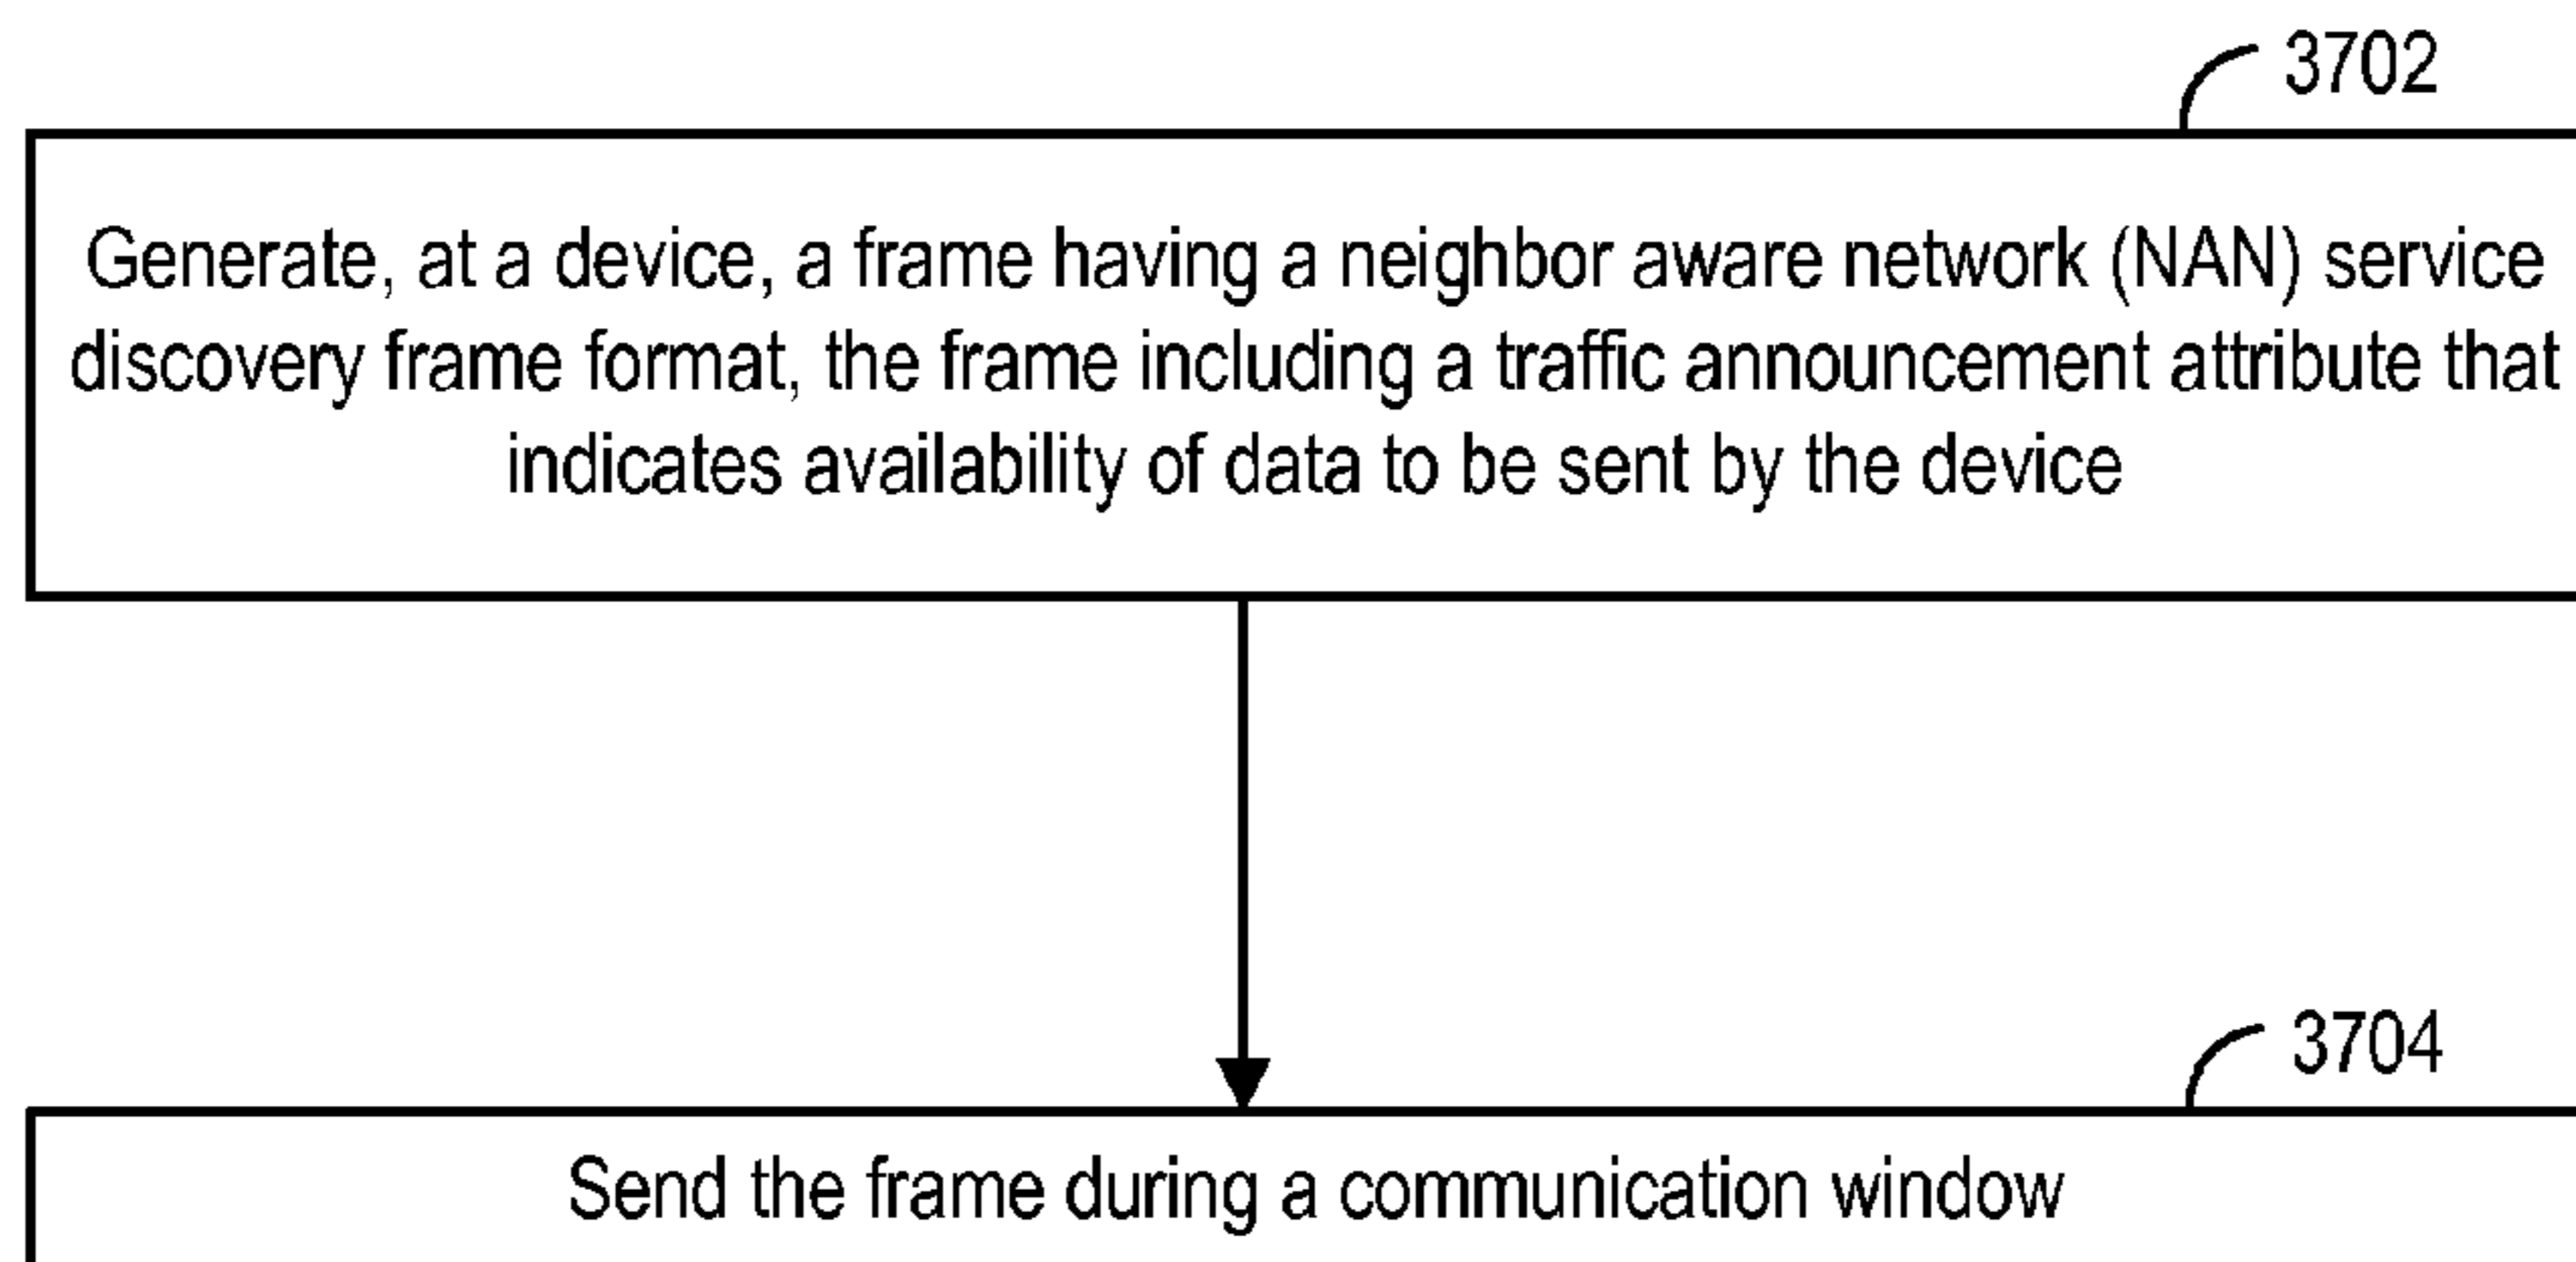 3702
Generate, at a device, a frame having a neighbor aware network (NAN) service
discovery frame format, the frame including a traffic announcement attribute that
indicates availability of data to be sent by the device
3704
Send the frame during a communication window